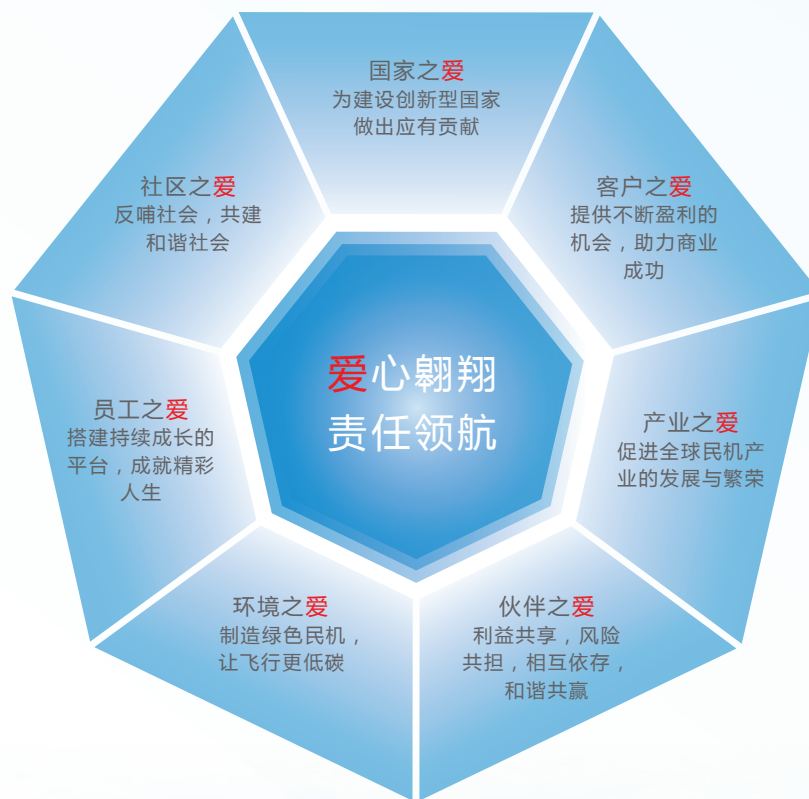 国家之爱
为建设创新型国家
做出应有贡献
客户之爱
提供不断盈利的
机会，助力商业
成功
产业之爱
促进全球民机产
业的发展与繁荣
伙伴之爱
利益共享，风险
共担，相互依存，
和谐共赢
环境之爱
制造绿色民机，
让飞行更低碳
员工之爱
搭建持续成长的
平台，成就精彩
人生
社区之爱
反哺社会，共建
和谐社会
爱心翱翔
责任领航